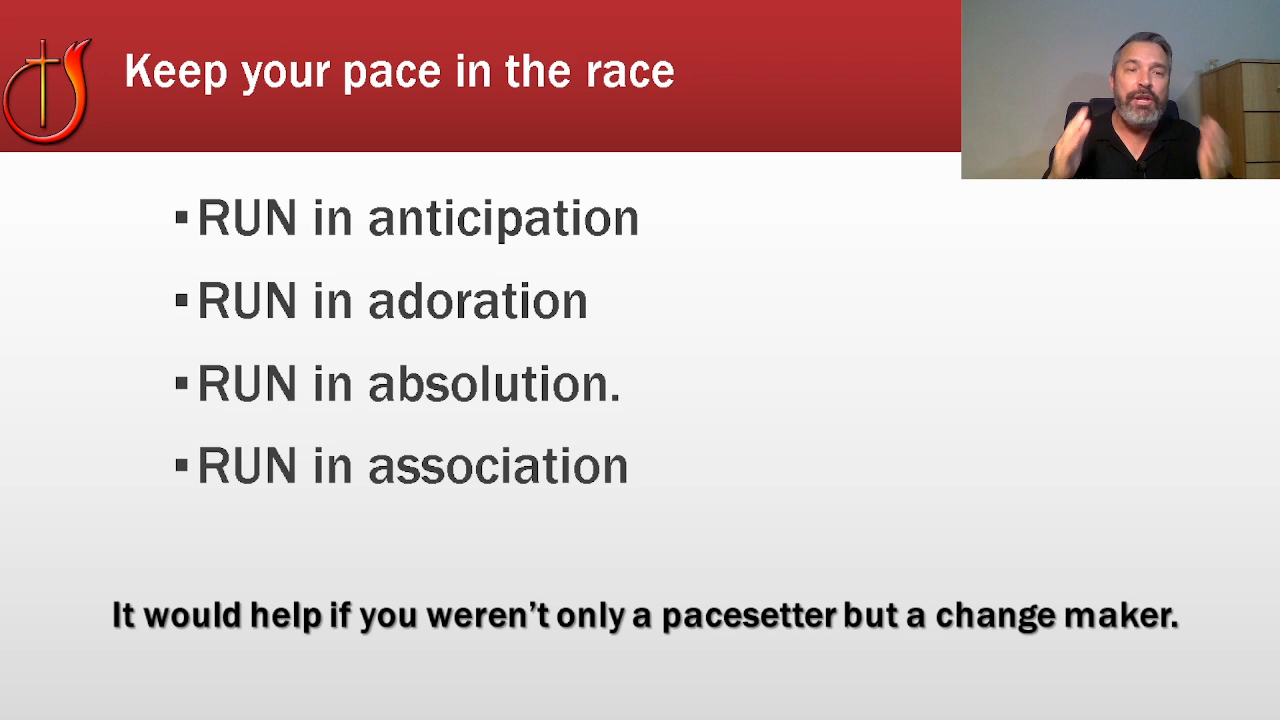 Keep your pace in the race
▪RUN in anticipation
▪RUN in adoration
▪RUN in absolution.
▪RUN in association
It would help if you weren’t only a pacesetter but a change maker.